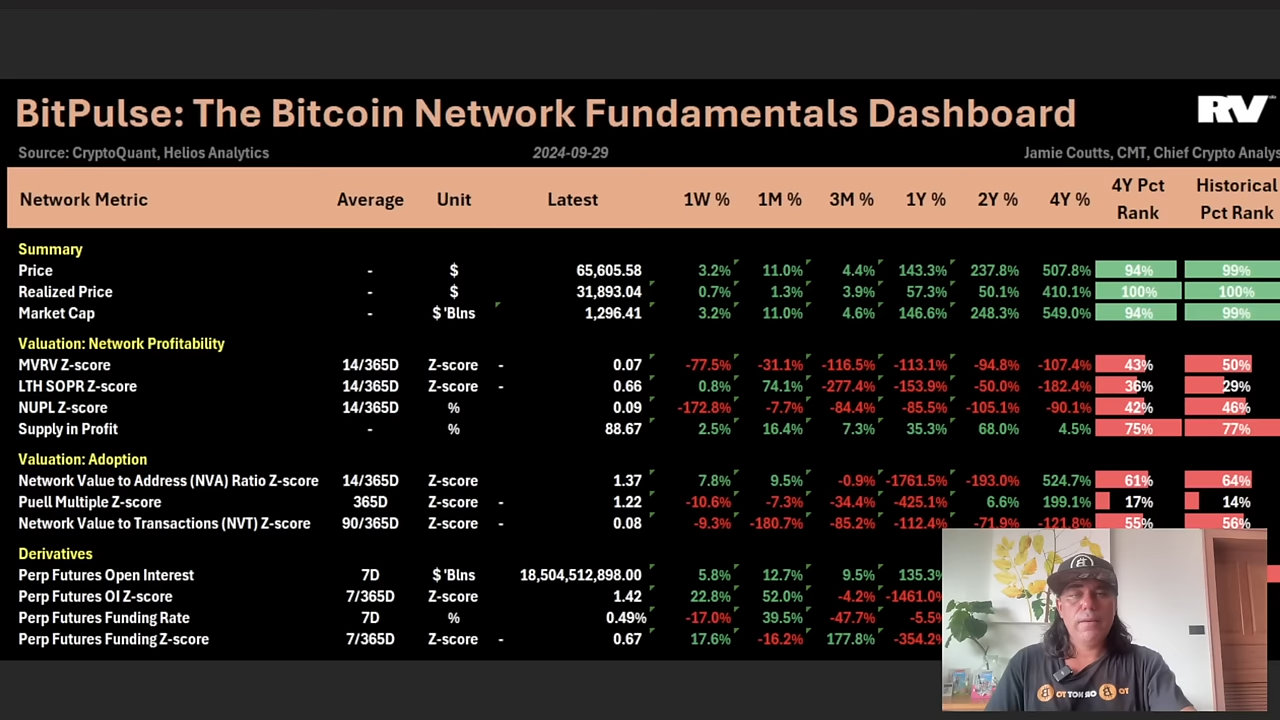 BitPulse: The Bitcoin Network Fundamentals Dashboard RV
Source: CryptoQuant, Helios Analytics 2024-09-29 Jamie Coutts, CMT, Chief Crypto Analys
Network Metric Average Unit Latest 1W % 1M % 3M % 1Y % 2Y % 4Y % 4Y Pct Rank Historical Pct Rank
Summary
Price - $ 65,605.58 3.2% 11.0% 4.4% 143.3% 237.8% 507.8% 94% 99%
Realized Price - $ 31,893.04 0.7% 1.3% 3.9% 57.3% 50.1% 410.1% 100% 100%
Market Cap - $ 'Blns 1,296.41 3.2% 11.0% 4.6% 146.6% 248.3% 549.0% 94% 99%
Valuation: Network Profitability
MVRV Z-score 14/365D Z-score - 0.07 -77.5% -31.1% -116.5% -113.1% -94.8% -107.4% 43% 50%
LTH SOPR Z-score 14/365D Z-score - 0.66 0.8% 74.1% -277.4% -153.9% -50.0% -182.4% 36% 29%
NUPL Z-score 14/365D % 0.09 -172.8% -7.7% -84.4% -85.5% -105.1% -90.1% 42% 46%
Supply in Profit - % 88.67 2.5% 16.4% 7.3% 35.3% 68.0% 4.5% 75% 77%
Valuation: Adoption
Network Value to Address (NVA) Ratio Z-score 14/365D Z-score 1.37 7.8% 9.5% -0.9% -1761.5% -193.0% 524.7% 61% 64%
Puell Multiple Z-score 365D Z-score - 1.22 -10.6% -7.3% -34.4% -425.1% 6.6% 199.1% 17% 14%
Network Value to Transactions (NVT) Z-score 90/365D Z-score - 0.08 -9.3% -180.7% -85.2% -112.4% -71.9% -121.8% 55% 56%
Derivatives
Perp Futures Open Interest 7D $ 'Blns 18,504,512,898.00 5.8% 12.7% 9.5% 135.3%
Perp Futures OI Z-score 7/365D Z-score 1.42 22.8% 52.0% -4.2% -1461.0%
Perp Futures Funding Rate 7D % 0.49% -17.0% 39.5% -47.7% -5.5%
Perp Futures Funding Z-score 7/365D Z-score - 0.67 17.6% -16.2% 177.8% -354.2%